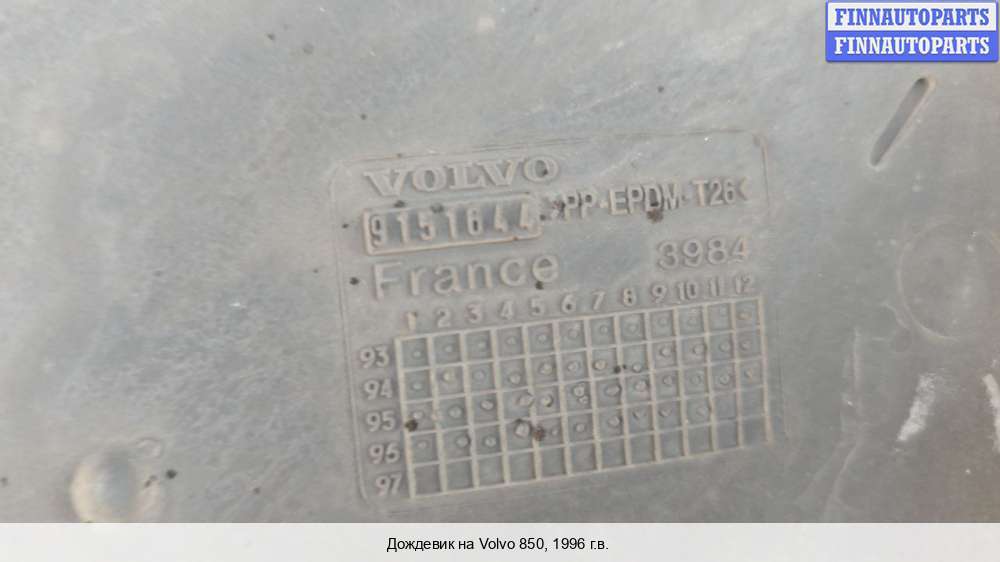 FINNAUTOPARTS
FINNAUTOPARTS
VOLVO
9151644 >PP-EPDM-T26<
France 3984
1 2 3 4 5 6 7 8 9 10 11 12
93
94
95
96
97
Дождевик на Volvo 850, 1996 г.в.